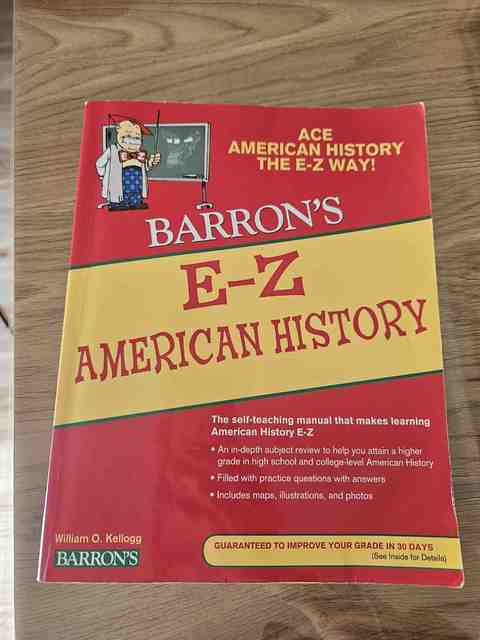 ACE
AMERICAN HISTORY
THE E-Z WAY!
BARRON'S
E-Z
AMERICAN HISTORY
The self-teaching manual that makes learning
American History E-Z
• An in-depth subject review to help you attain a higher
grade in high school and college-level American History
• Filled with practice questions with answers
• Includes maps, illustrations, and photos
William O. Kellogg
BARRON'S
GUARANTEED TO IMPROVE YOUR GRADE IN 30 DAYS
(See Inside for Details)